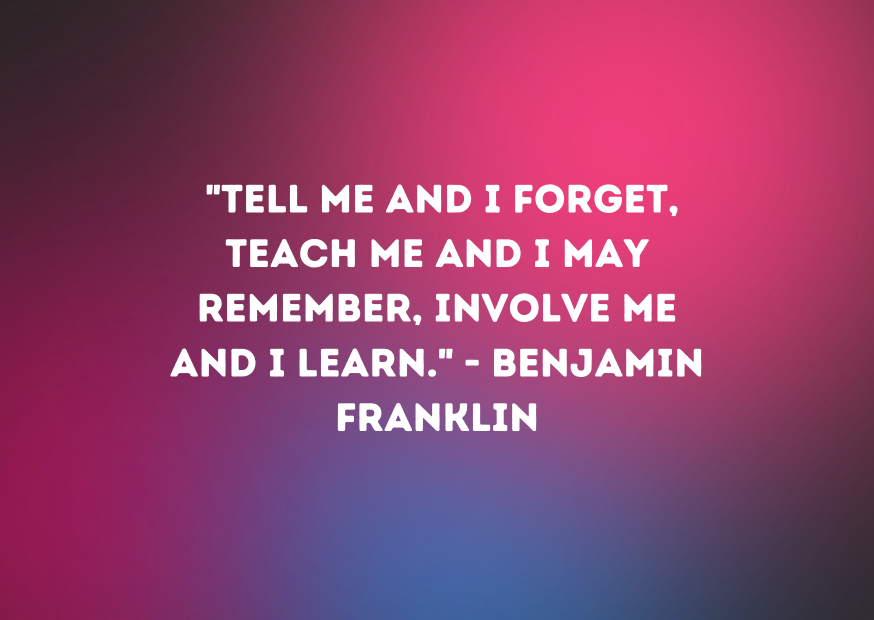 "TELL ME AND I FORGET,
TEACH ME AND I MAY
REMEMBER, INVOLVE ME
AND I LEARN." - BENJAMIN
FRANKLIN